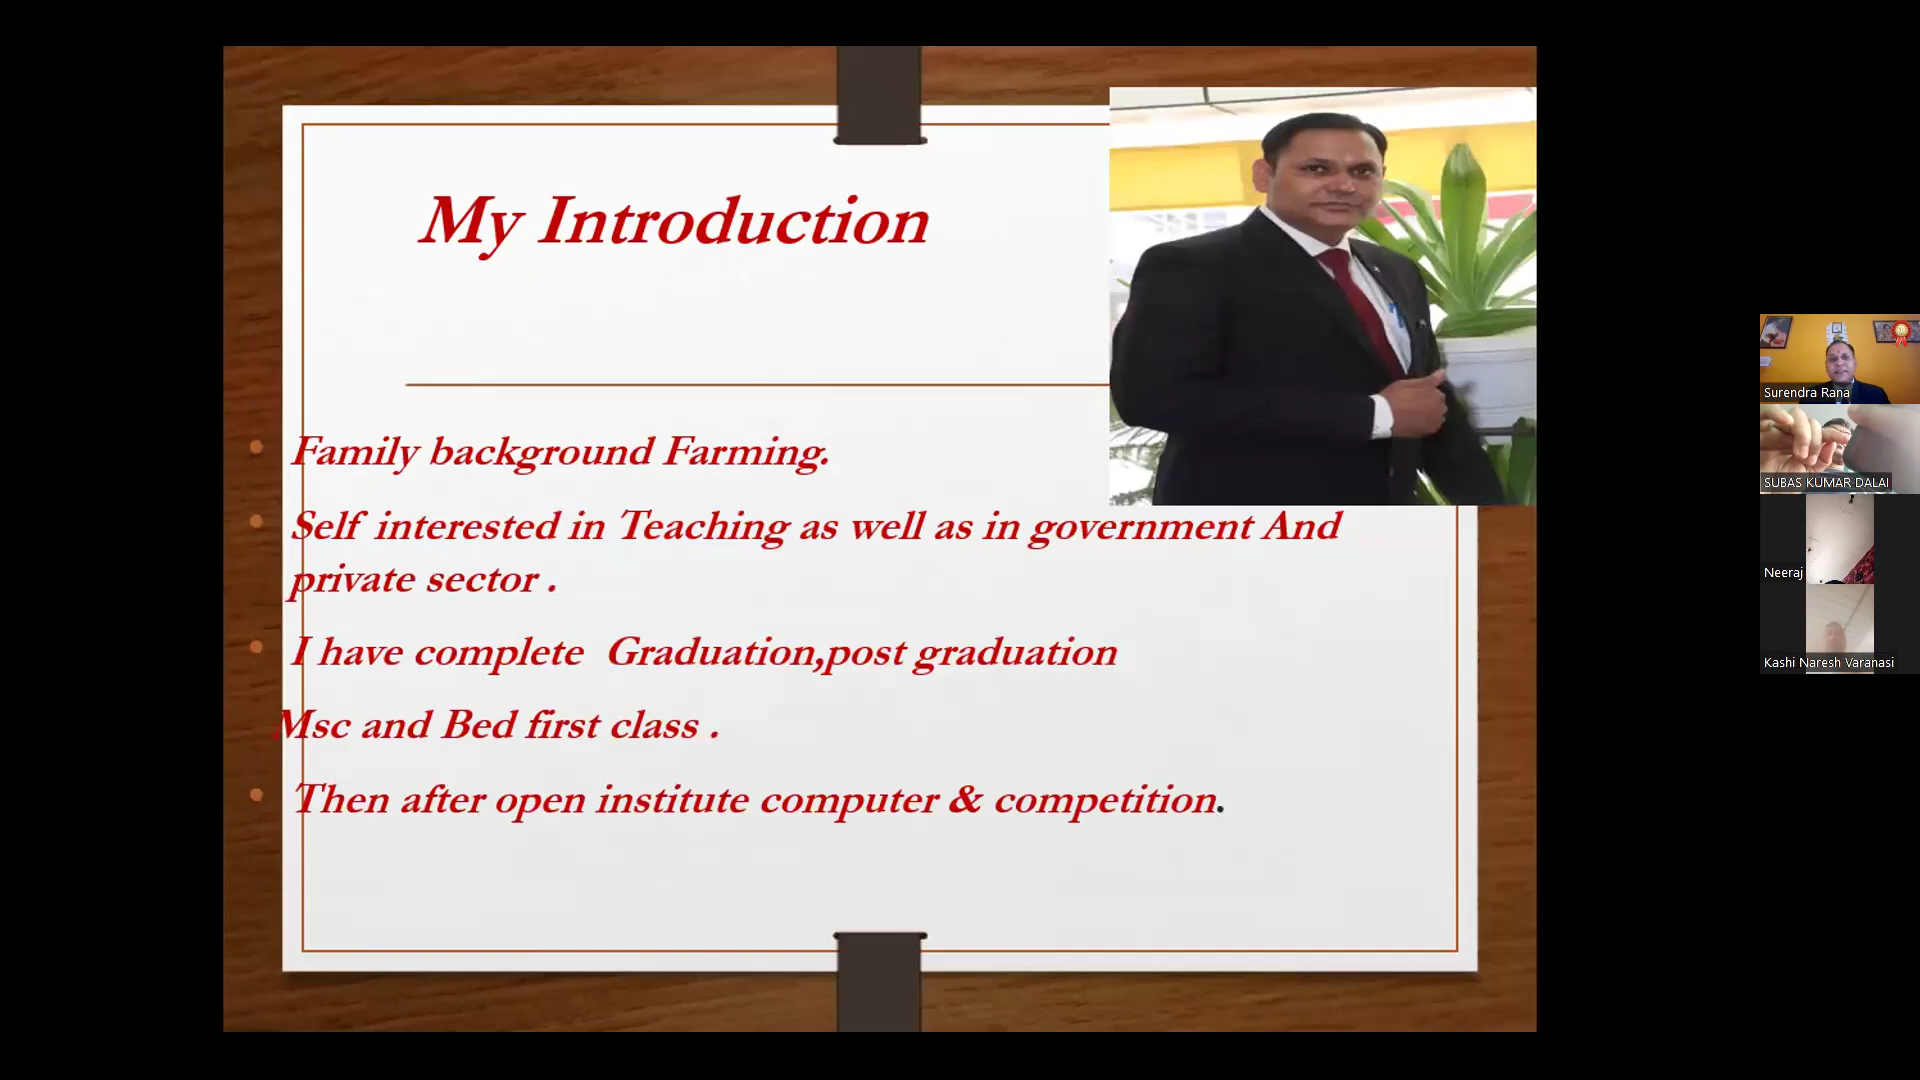 My Introduction
Family background Farming.
Self interested in Teaching as well as in government And
private sector .
I have complete  Graduation,post graduation
Msc and Bed first class .
Then after open institute computer & competition.
Surendra Rana
SUBAS KUMAR DALAI
Neeraj
Kashi Naresh Varanasi